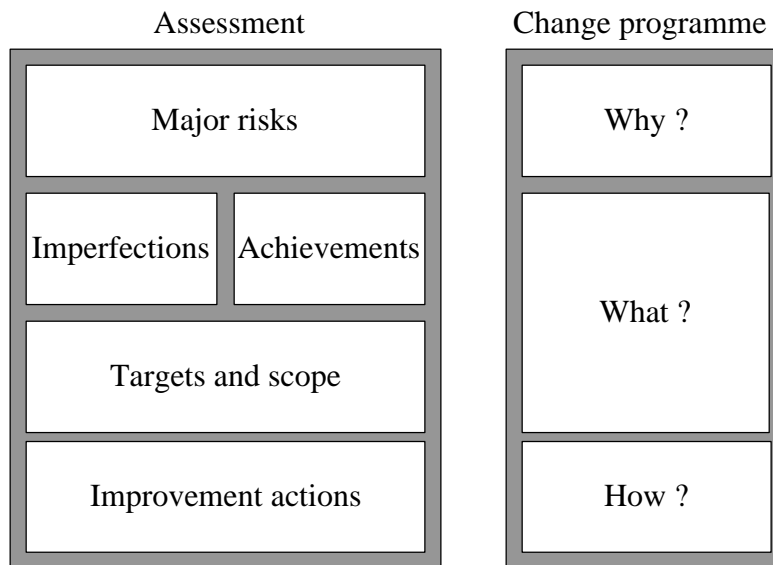 Assessment
Change programme
Major risks
Why ?
Imperfections
Achievements
What ?
Targets and scope
Improvement actions
How ?